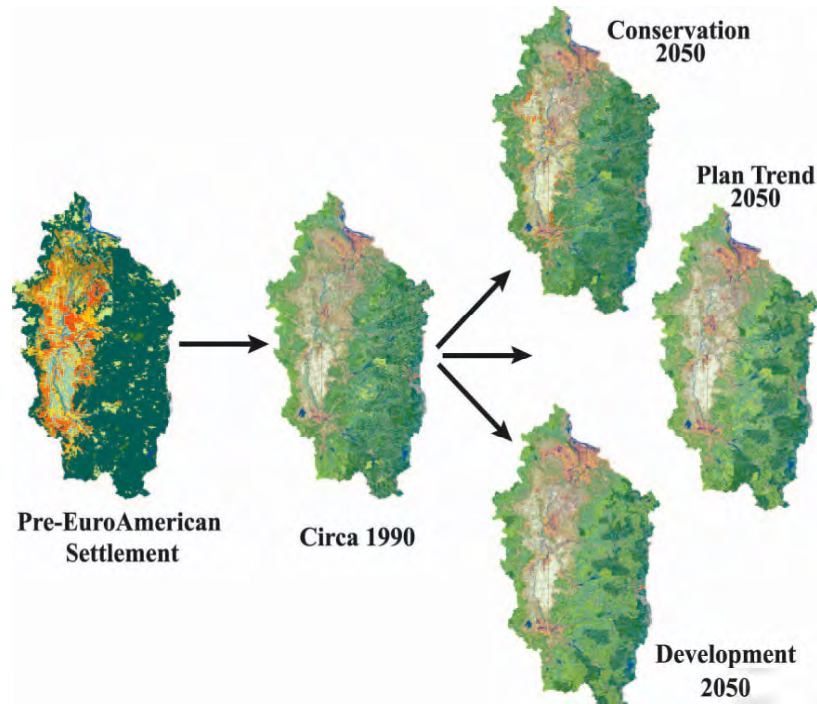 Conservation
2050
Plan Trend
2050
Pre-EuroAmerican
Settlement
Circa 1990
Development
2050